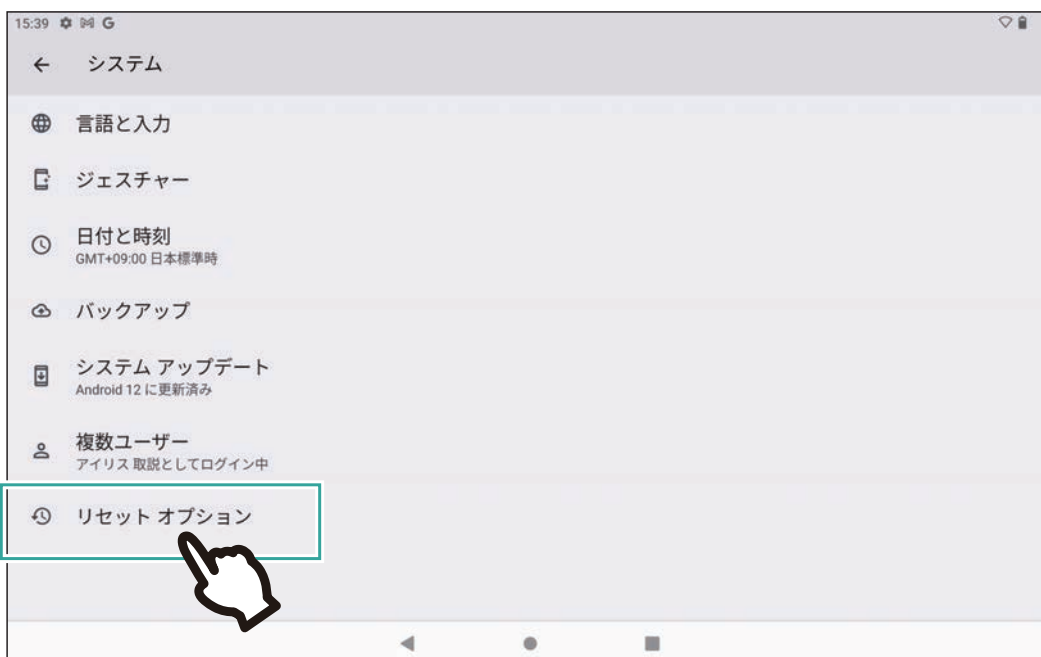 15:39 G
システム
言語と入力
ジェスチャー
日付と時刻
GMT+09:00 日本標準時
バックアップ
システム アップデート
Android 12 に更新済み
複数ユーザー
アイリス 取説としてログイン中
リセット オプション